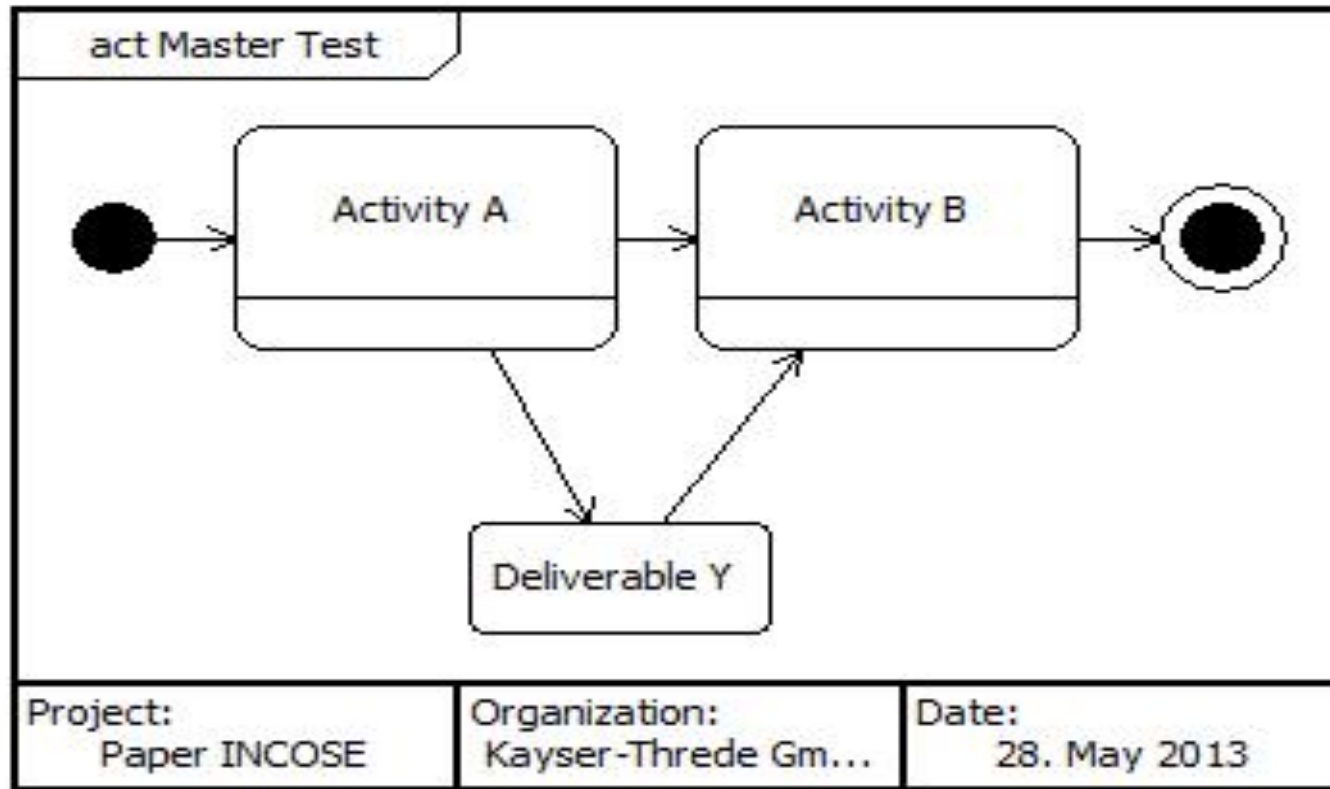 act Master Test
Activity A
Activity B
Deliverable Y
Project:
Paper INCOSE
Organization:
Kayser-Threde Gm...
Date:
28. May 2013